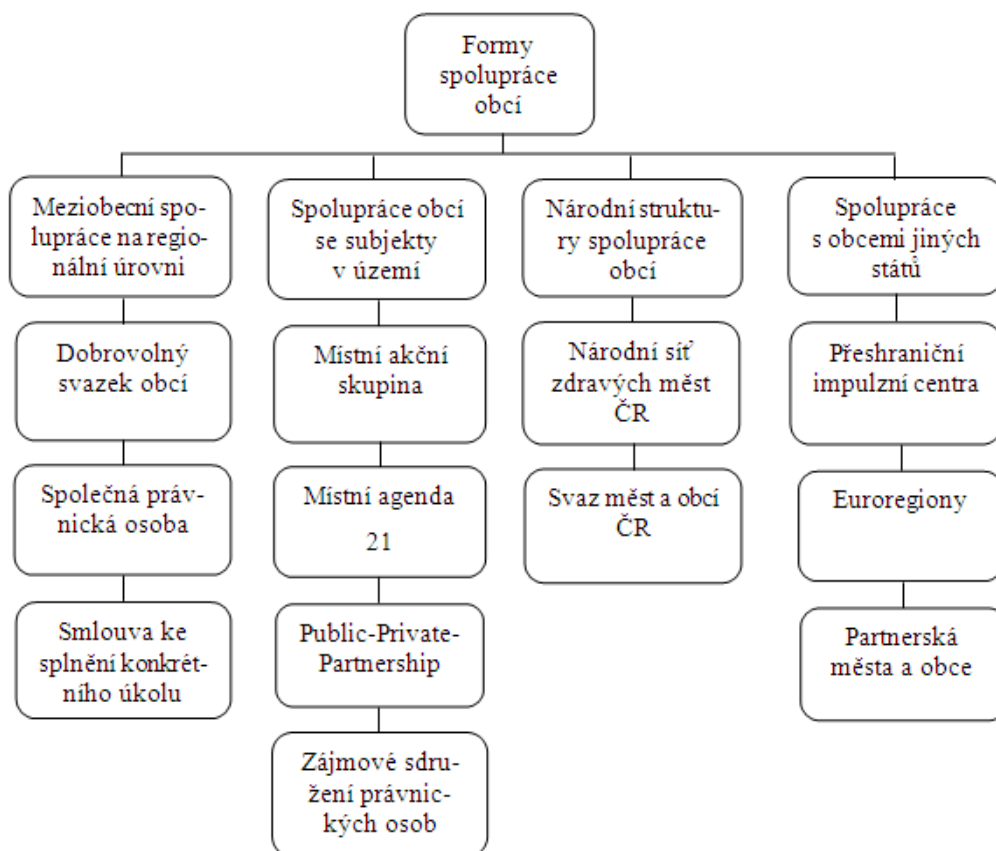 Formy
spolupráce
obcí
Meziobecní spo-
lupráce na regio-
nální úrovni
Dobrovolný
svazek obcí
Společná práv-
nická osoba
Smlouva ke
splnění konkrét-
ního úkolu
Spolupráce obcí
se subjekty
v území
Místní akční
skupina
Místní agenda
21
Public-Private-
Partnership
Zájmové sdru-
žení právnic-
kých osob
Národní struktu-
ry spolupráce
obcí
Národní síť
zdravých měst
ČR
Svaz měst a obcí
ČR
Spolupráce
s obcemi jiných
států
Přeshraniční
impulzní centra
Euroregiony
Partnerská
města a obce